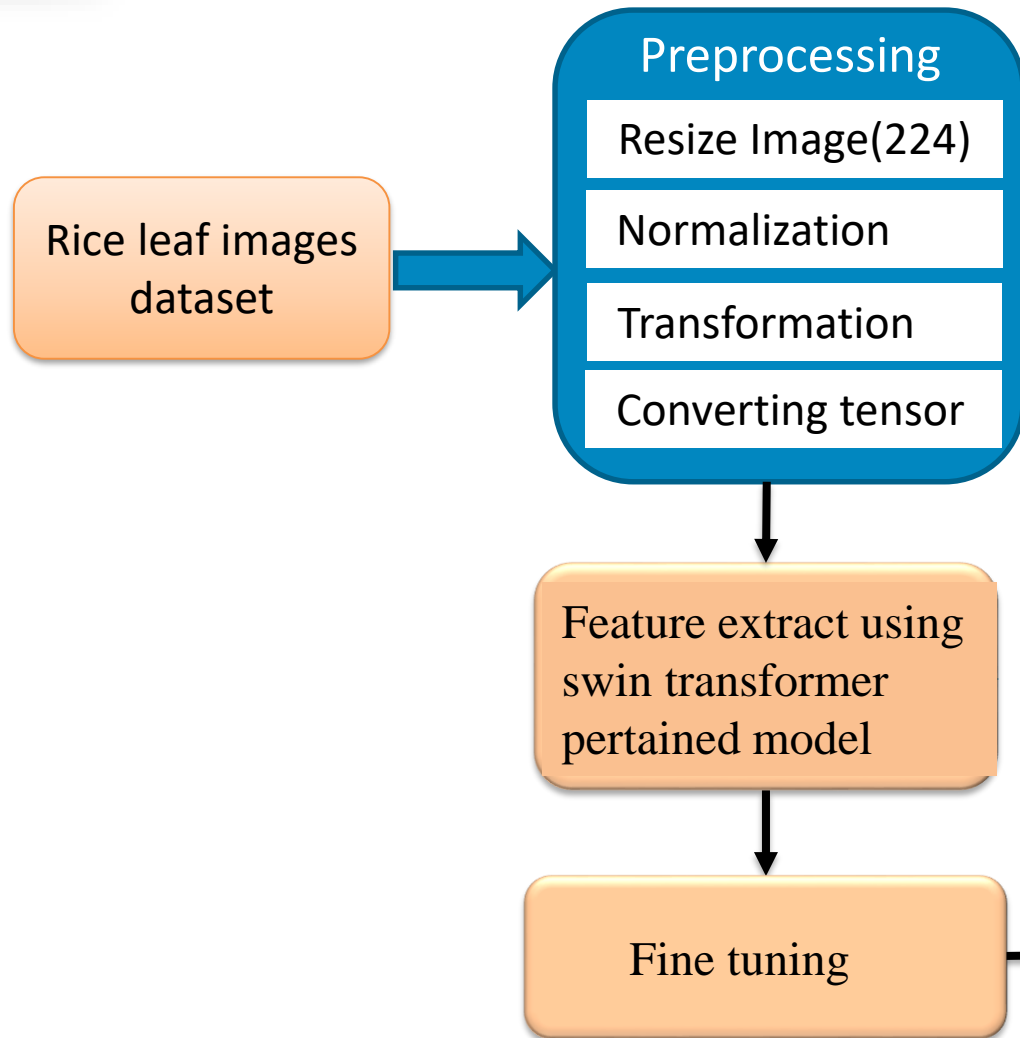 Preprocessing
Resize Image(224)
Rice leaf images
dataset
Normalization
Transformation
Converting tensor
Feature extract using
swin transformer
pertained model
Fine tuning